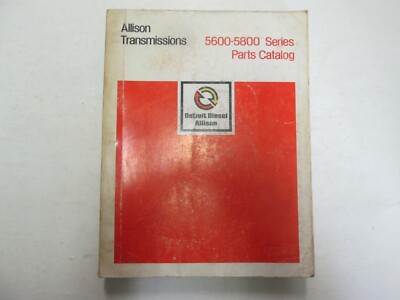 Allison
Transmissions
5600-5800 Series
Parts Catalog
Detroit Diesel
Allison